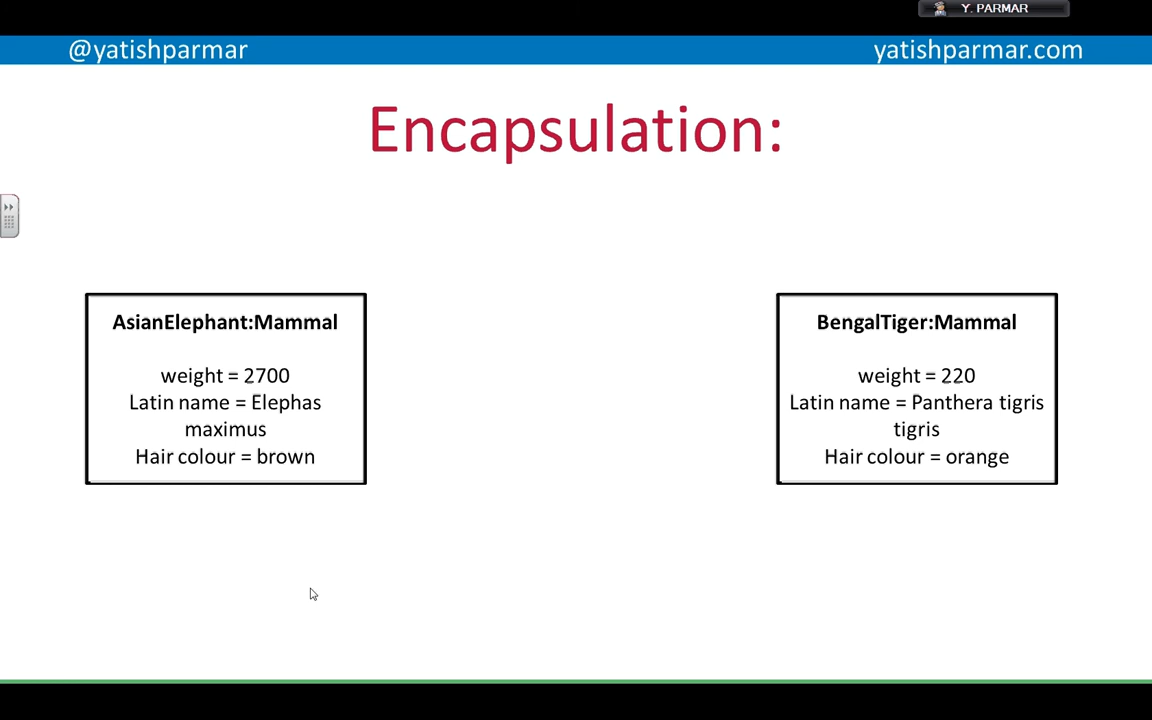 Y. PARMAR
@yatishparmar
yatishparmar.com
Encapsulation:
AsianElephant:Mammal
weight = 2700
Latin name = Elephas
maximus
Hair colour = brown
BengalTiger:Mammal
weight = 220
Latin name = Panthera tigris
tigris
Hair colour = orange